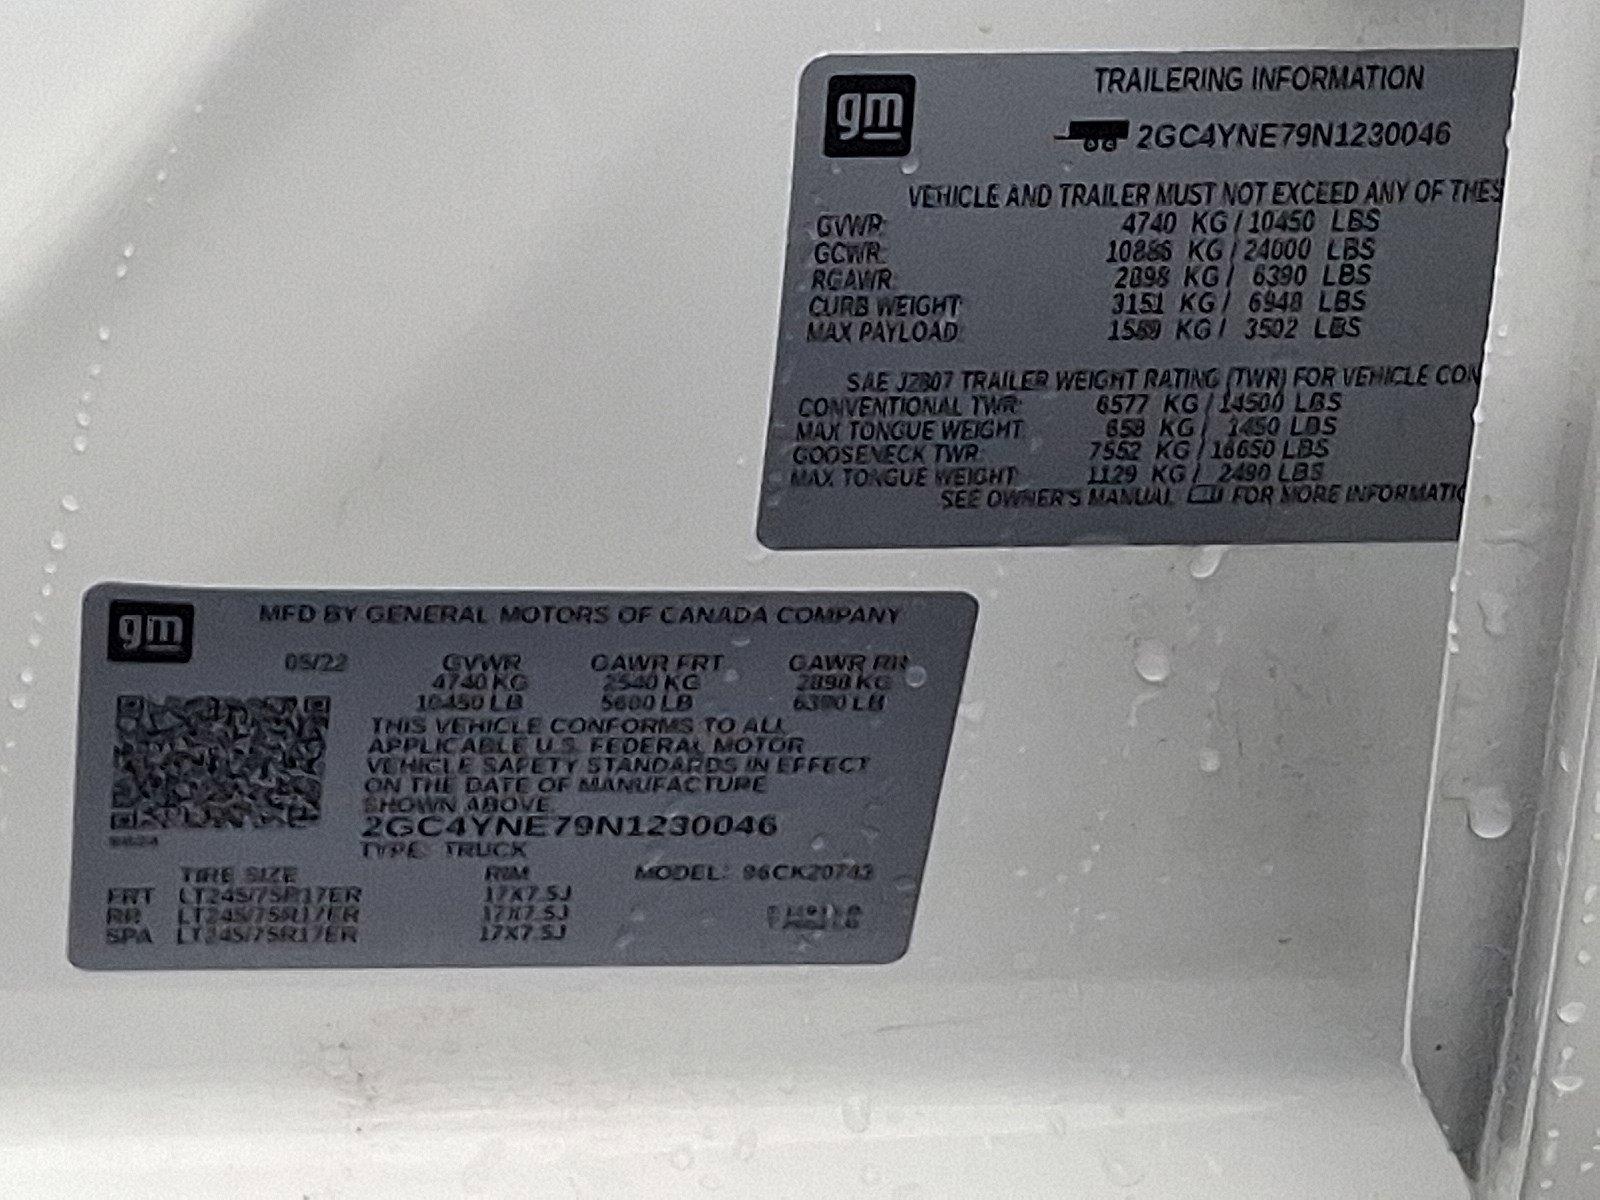 gm
TRAILERING INFORMATION
2GC4YNE79N1230046
VEHICLE AND TRAILER MUST NOT EXCEED ANY OF THES
GVWR: 4740 KG / 10450 LBS
GCWR: 10886 KG / 24000 LBS
RGAWR: 2898 KG / 6390 LBS
CURB WEIGHT: 3151 KG / 6948 LBS
MAX PAYLOAD: 1589 KG / 3502 LBS
SAE J2807 TRAILER WEIGHT RATING (TWR) FOR VEHICLE CON
CONVENTIONAL TWR: 6577 KG / 14500 LBS
MAX TONGUE WEIGHT: 658 KG / 1450 LBS
GOOSENECK TWR: 7552 KG / 16650 LBS
MAX TONGUE WEIGHT: 1129 KG / 2490 LBS
SEE OWNER'S MANUAL FOR MORE INFORMATIO
gm
MFD BY GENERAL MOTORS OF CANADA COMPANY
05/22 GVWR GAWR FRT GAWR RR
4740 KG 2540 KG 2898 KG
10450 LB 5600 LB 6390 LB
THIS VEHICLE CONFORMS TO ALL
APPLICABLE U.S. FEDERAL MOTOR
VEHICLE SAFETY STANDARDS IN EFFECT
ON THE DATE OF MANUFACTURE
SHOWN ABOVE.
2GC4YNE79N1230046
TYPE: TRUCK
TIRE SIZE RIM MODEL: 96CK20743
FRT LT245/75R17ER 17X7.5J
RR LT245/75R17ER 17X7.5J
SPA LT245/75R17ER 17X7.5J